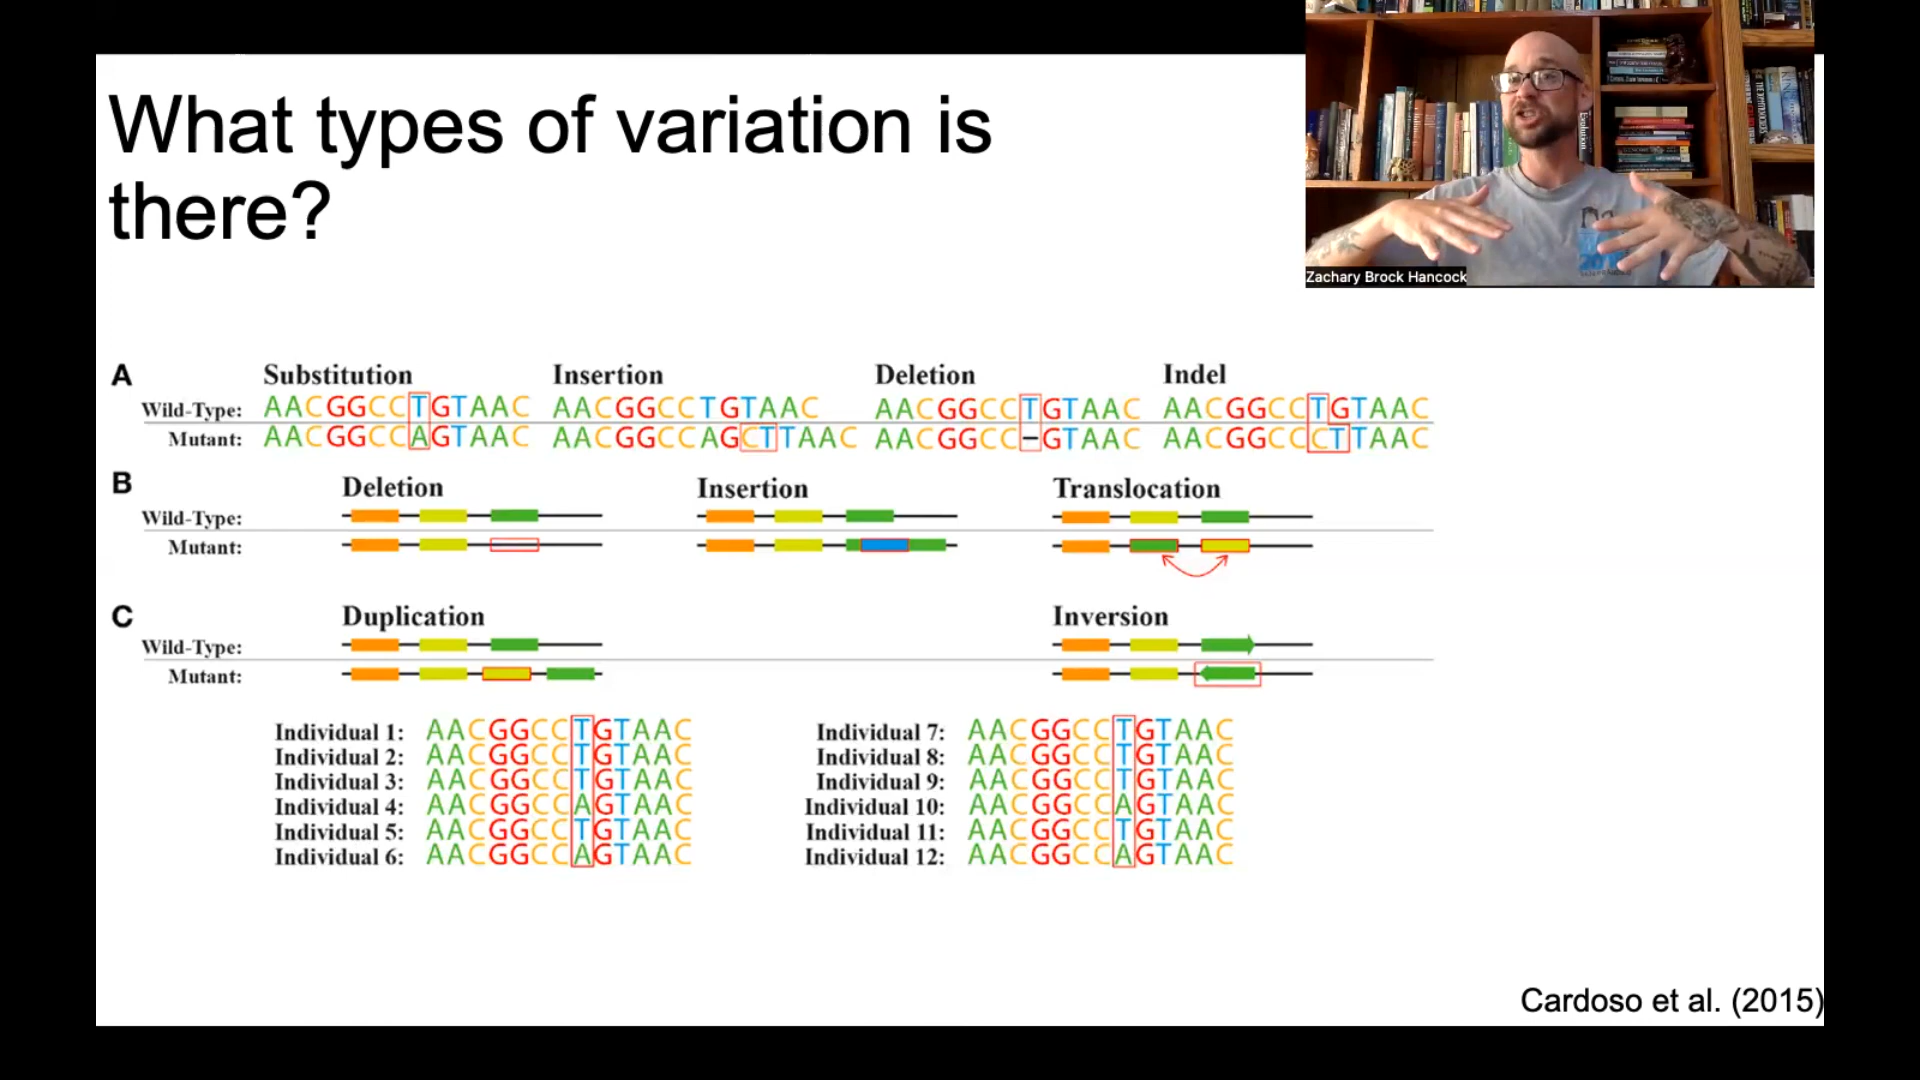 What types of variation is
there?
Zachary Brock Hancock
A
Substitution Insertion Deletion Indel
Wild-Type: AACGGCCTGTAAC AACGGCCTGTAAC AACGGCCTGTAAC AACGGCCTGTAAC
Mutant: AACGGCCAGTAAC AACGGCCAGCTTAAC AACGGCC–GTAAC AACGGCCCTTAAC
B
Deletion Insertion Translocation
Wild-Type:
Mutant:
C
Duplication Inversion
Wild-Type:
Mutant:
Individual 1: AACGGCCTGTAAC
Individual 2: AACGGCCTGTAAC
Individual 3: AACGGCCTGTAAC
Individual 4: AACGGCCAGTAAC
Individual 5: AACGGCCTGTAAC
Individual 6: AACGGCCAGTAAC
Individual 7: AACGGCCTGTAAC
Individual 8: AACGGCCTGTAAC
Individual 9: AACGGCCTGTAAC
Individual 10: AACGGCCAGTAAC
Individual 11: AACGGCCTGTAAC
Individual 12: AACGGCCAGTAAC
Cardoso et al. (2015)
Evolution